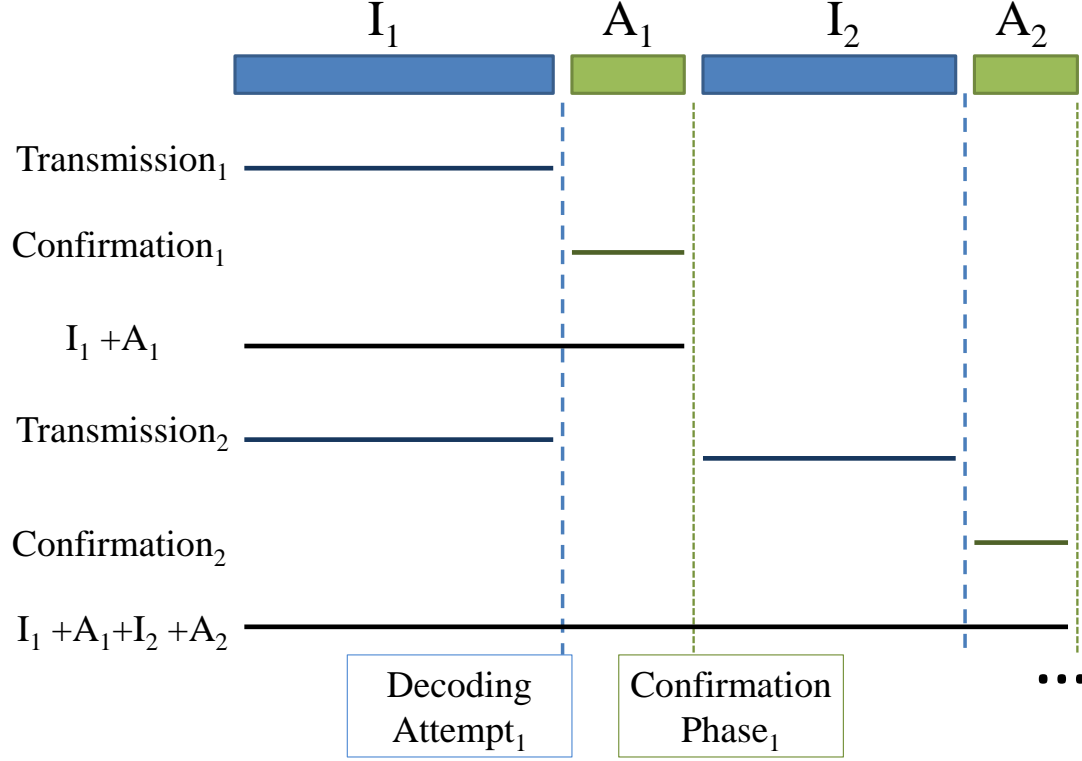 I₁ A₁ I₂ A₂
Transmission₁
Confirmation₁
I₁ +A₁
Transmission₂
Confirmation₂
I₁ +A₁+I₂ +A₂
Decoding
Attempt₁
Confirmation
Phase₁
...